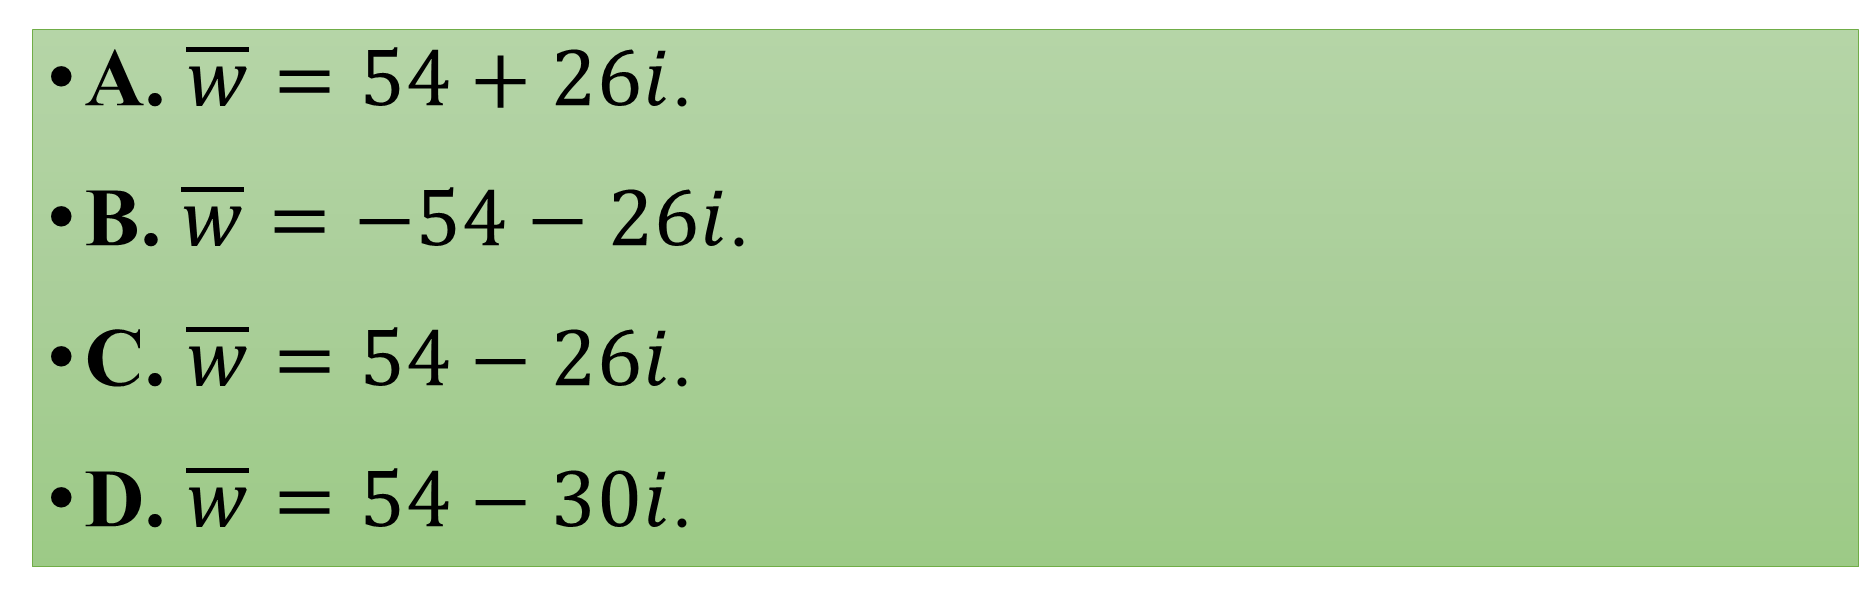 • A. w̅ = 54 + 26i.
• B. w̅ = −54 − 26i.
• C. w̅ = 54 − 26i.
• D. w̅ = 54 − 30i.